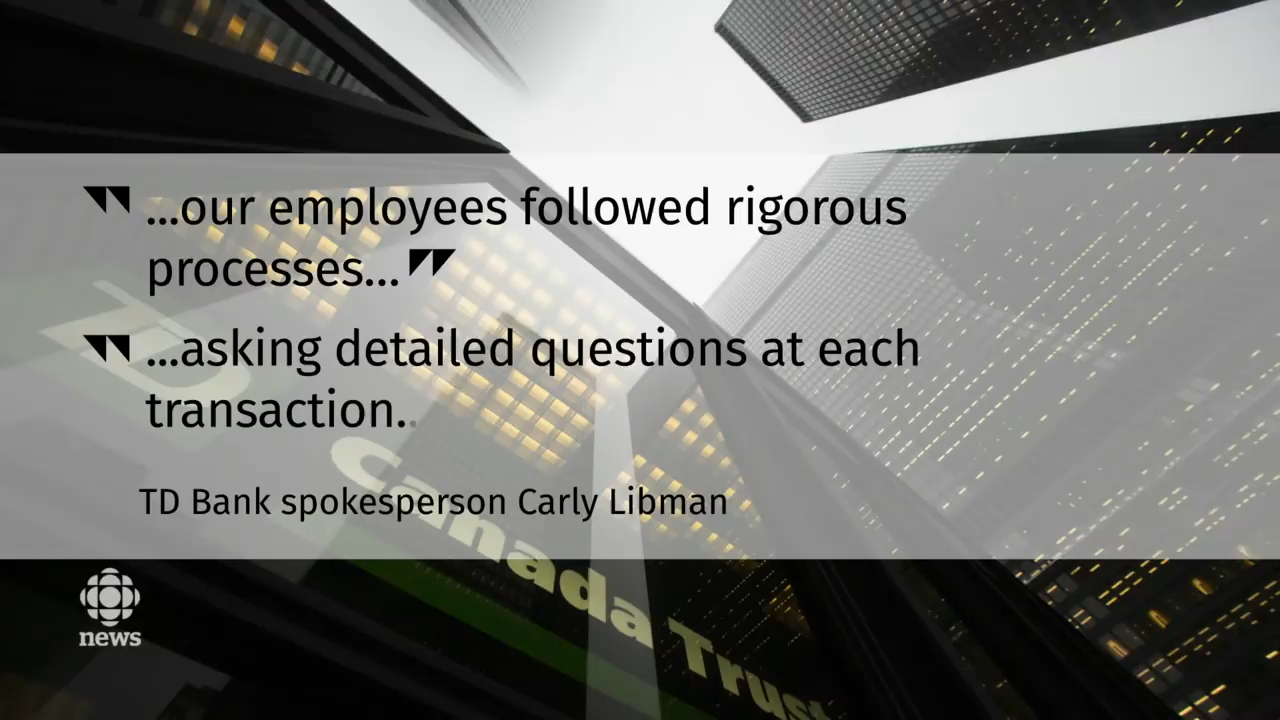 "...our employees followed rigorous
processes..."
"...asking detailed questions at each
transaction..
TD Bank spokesperson Carly Libman
TD
Canada Trust
news